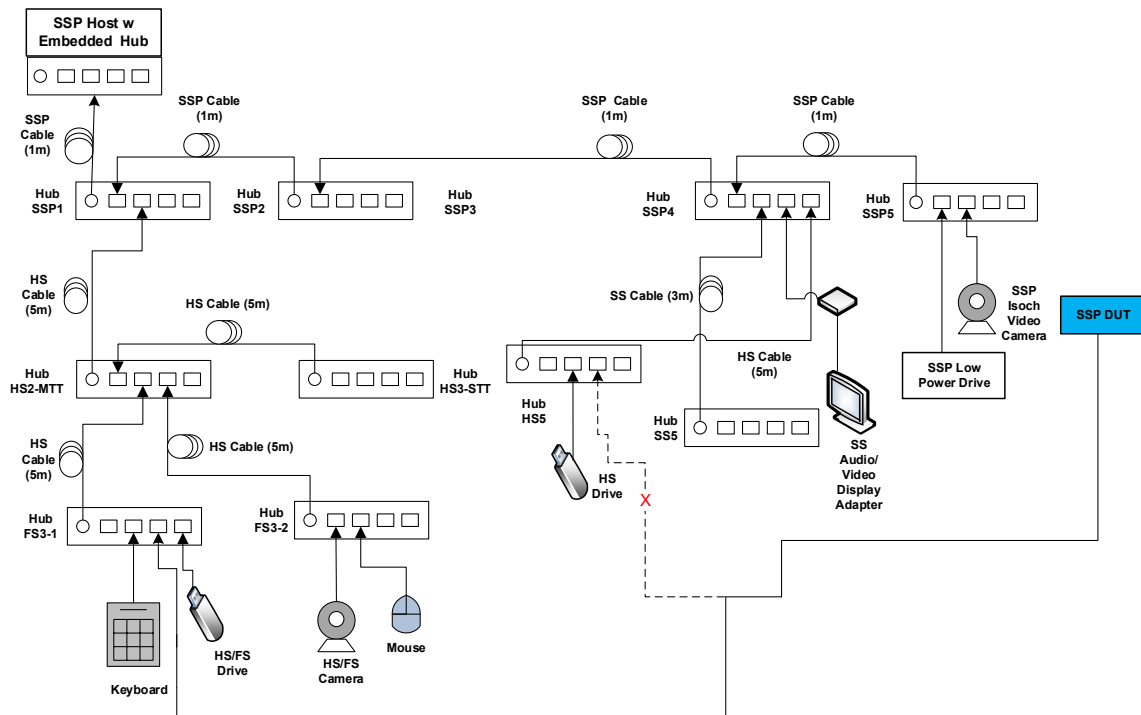 SSP Host w
Embedded Hub
SSP
Cable
(1m)
SSP Cable
(1m)
SSP  Cable
(1m)
SSP Cable
(1m)
Hub
SSP1
Hub
SSP2
Hub
SSP3
Hub
SSP4
Hub
SSP5
HS
Cable
(5m)
HS Cable (5m)
SS Cable (3m)
SSP
Isoch
Video
Camera
SSP DUT
HS Cable
(5m)
SSP Low
Power Drive
Hub
HS2-MTT
Hub
HS3-STT
Hub
HS5
Hub
SS5
HS
Cable
(5m)
HS Cable (5m)
HS
Drive
SS
Audio/
Video
Display
Adapter
X
Hub
FS3-1
Hub
FS3-2
Keyboard
HS/FS
Drive
HS/FS
Camera
Mouse